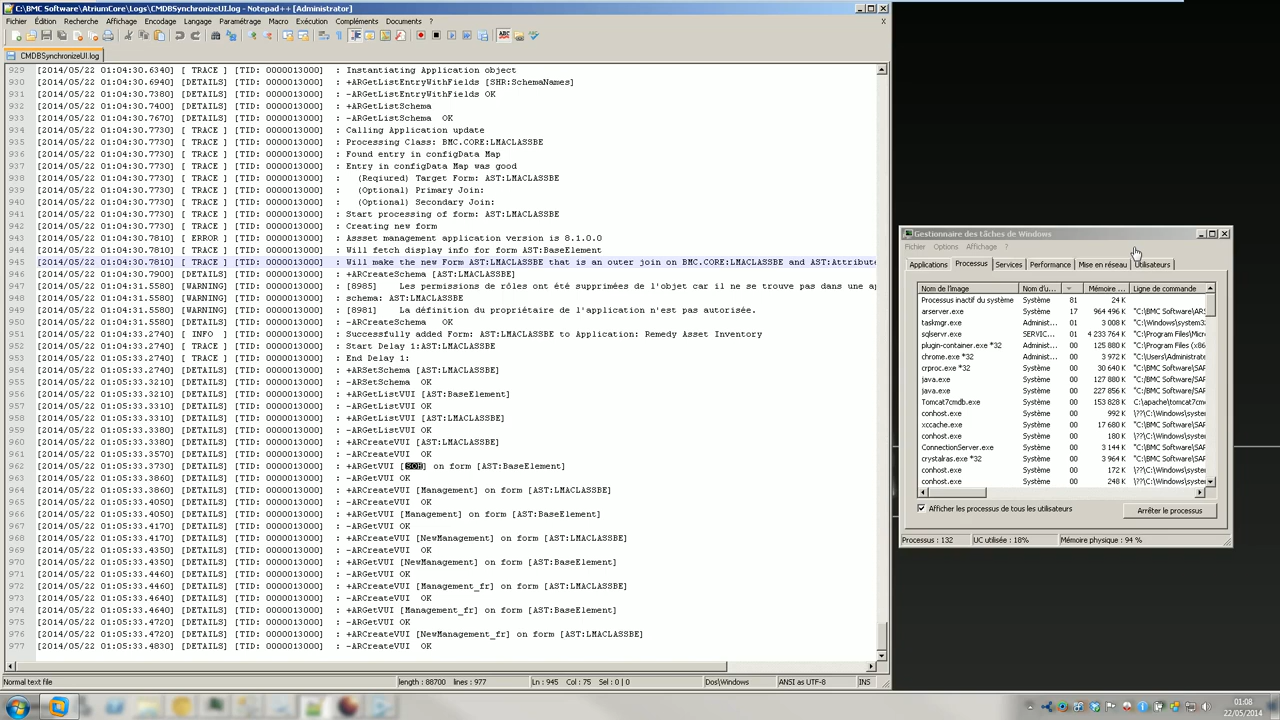 C:\BMC Software\AtriumCore\Logs\CMDBSynchronizeUI.log - Notepad++ [Administrator]
Fichier Edition Recherche Affichage Encodage Langage Paramétrage Macro Exécution Compléments Documents ?
CMDBSynchronizeUI.log
929 [2014/05/22 01:04:30.6340] [ TRACE ] [TID: 0000013000] : Instantiating Application object
930 [2014/05/22 01:04:30.6940] [DETAILS] [TID: 0000013000] : +ARGetListEntryWithFields [SHR:SchemaNames]
931 [2014/05/22 01:04:30.7380] [DETAILS] [TID: 0000013000] : -ARGetListEntryWithFields OK
932 [2014/05/22 01:04:30.7400] [DETAILS] [TID: 0000013000] : +ARGetListSchema
933 [2014/05/22 01:04:30.7670] [DETAILS] [TID: 0000013000] : -ARGetListSchema OK
934 [2014/05/22 01:04:30.7730] [ TRACE ] [TID: 0000013000] : Calling Application update
935 [2014/05/22 01:04:30.7730] [ TRACE ] [TID: 0000013000] : Processing Class: BMC.CORE:LMACLASSBE
936 [2014/05/22 01:04:30.7730] [ TRACE ] [TID: 0000013000] : Found entry in configData Map
937 [2014/05/22 01:04:30.7730] [ TRACE ] [TID: 0000013000] : Entry in configData Map was good
938 [2014/05/22 01:04:30.7730] [ TRACE ] [TID: 0000013000] : (Reqiured) Target Form: AST:LMACLASSBE
939 [2014/05/22 01:04:30.7730] [ TRACE ] [TID: 0000013000] : (Optional) Primary Join:
940 [2014/05/22 01:04:30.7730] [ TRACE ] [TID: 0000013000] : (Optional) Secondary Join:
941 [2014/05/22 01:04:30.7730] [ TRACE ] [TID: 0000013000] : Start processing of form: AST:LMACLASSBE
942 [2014/05/22 01:04:30.7730] [ TRACE ] [TID: 0000013000] : Creating new form
943 [2014/05/22 01:04:30.7810] [ ERROR ] [TID: 0000013000] : Assset management application version is 8.1.0.0
944 [2014/05/22 01:04:30.7810] [ TRACE ] [TID: 0000013000] : Will fetch display info for form AST:BaseElement
945 [2014/05/22 01:04:30.7810] [ TRACE ] [TID: 0000013000] : Will make the new Form AST:LMACLASSBE that is an outer join on BMC.CORE:LMACLASSBE and AST:Attribute
946 [2014/05/22 01:04:30.7900] [DETAILS] [TID: 0000013000] : +ARCreateSchema [AST:LMACLASSBE]
947 [2014/05/22 01:04:31.5580] [WARNING] [TID: 0000013000] : [8985] Les permissions de rôles ont été supprimées de l'objet car il ne se trouve pas dans une ap
948 [2014/05/22 01:04:31.5580] [WARNING] [TID: 0000013000] : schema: AST:LMACLASSBE
949 [2014/05/22 01:04:31.5580] [WARNING] [TID: 0000013000] : [8981] La définition du propriétaire de l'application n'est pas autorisée.
950 [2014/05/22 01:04:31.5580] [DETAILS] [TID: 0000013000] : -ARCreateSchema OK
951 [2014/05/22 01:04:33.2740] [ INFO ] [TID: 0000013000] : Successfully added Form: AST:LMACLASSBE to Application: Remedy Asset Inventory
952 [2014/05/22 01:04:33.2740] [ TRACE ] [TID: 0000013000] : Start Delay 1:AST:LMACLASSBE
953 [2014/05/22 01:05:33.2740] [ TRACE ] [TID: 0000013000] : End Delay 1:
954 [2014/05/22 01:05:33.2740] [DETAILS] [TID: 0000013000] : +ARSetSchema [AST:LMACLASSBE]
955 [2014/05/22 01:05:33.3210] [DETAILS] [TID: 0000013000] : -ARSetSchema OK
956 [2014/05/22 01:05:33.3210] [DETAILS] [TID: 0000013000] : +ARGetListVUI [AST:BaseElement]
957 [2014/05/22 01:05:33.3310] [DETAILS] [TID: 0000013000] : -ARGetListVUI OK
958 [2014/05/22 01:05:33.3310] [DETAILS] [TID: 0000013000] : +ARGetListVUI [AST:LMACLASSBE]
959 [2014/05/22 01:05:33.3380] [DETAILS] [TID: 0000013000] : -ARGetListVUI OK
960 [2014/05/22 01:05:33.3380] [DETAILS] [TID: 0000013000] : +ARCreateVUI [AST:LMACLASSBE]
961 [2014/05/22 01:05:33.3730] [DETAILS] [TID: 0000013000] : -ARCreateVUI OK
962 [2014/05/22 01:05:33.3730] [DETAILS] [TID: 0000013000] : +ARGetVUI [SOH] on form [AST:BaseElement]
963 [2014/05/22 01:05:33.3860] [DETAILS] [TID: 0000013000] : -ARGetVUI OK
964 [2014/05/22 01:05:33.3860] [DETAILS] [TID: 0000013000] : +ARCreateVUI [Management] on form [AST:LMACLASSBE]
965 [2014/05/22 01:05:33.4050] [DETAILS] [TID: 0000013000] : -ARCreateVUI OK
966 [2014/05/22 01:05:33.4050] [DETAILS] [TID: 0000013000] : +ARGetVUI [Management] on form [AST:BaseElement]
967 [2014/05/22 01:05:33.4170] [DETAILS] [TID: 0000013000] : -ARGetVUI OK
968 [2014/05/22 01:05:33.4170] [DETAILS] [TID: 0000013000] : +ARCreateVUI [NewManagement] on form [AST:LMACLASSBE]
969 [2014/05/22 01:05:33.4350] [DETAILS] [TID: 0000013000] : -ARCreateVUI OK
970 [2014/05/22 01:05:33.4350] [DETAILS] [TID: 0000013000] : +ARGetVUI [NewManagement] on form [AST:BaseElement]
971 [2014/05/22 01:05:33.4460] [DETAILS] [TID: 0000013000] : -ARGetVUI OK
972 [2014/05/22 01:05:33.4460] [DETAILS] [TID: 0000013000] : +ARCreateVUI [Management_fr] on form [AST:LMACLASSBE]
973 [2014/05/22 01:05:33.4640] [DETAILS] [TID: 0000013000] : -ARCreateVUI OK
974 [2014/05/22 01:05:33.4640] [DETAILS] [TID: 0000013000] : +ARGetVUI [Management_fr] on form [AST:BaseElement]
975 [2014/05/22 01:05:33.4720] [DETAILS] [TID: 0000013000] : -ARGetVUI OK
976 [2014/05/22 01:05:33.4720] [DETAILS] [TID: 0000013000] : +ARCreateVUI [NewManagement_fr] on form [AST:LMACLASSBE]
977 [2014/05/22 01:05:33.4830] [DETAILS] [TID: 0000013000] : -ARCreateVUI OK
Normal text file length : 88700 lines : 977 Ln : 945 Col : 75 Sel : 0 | 0 Dos\Windows ANSI as UTF-8 INS
Gestionnaire des tâches de Windows
Fichier Options Affichage ?
Applications Processus Services Performance Mise en réseau Utilisateurs
Nom de l'image Nom d'u... Mémoire ... Ligne de commande
Processus inactif du système Système 81 24 K
arserver.exe Système 17 964 496 K "C:\BMC Software\ARS
taskmgr.exe Administ... 01 3 008 K "C:\Windows\system3
sqlservr.exe SERVIC... 01 4 233 764 K "C:\Program Files\Micr
plugin-container.exe *32 Administ... 00 125 880 K "C:\Program Files (x86
chrome.exe *32 Administ... 00 3 972 K "C:\Users\Administrate
crproc.exe *32 Système 00 30 640 K "C:\BMC Software/SAP
java.exe Système 00 127 880 K "C:\BMC Software/SAP
java.exe Système 00 227 856 K "C:\BMC Software/SAP
Tomcat7cmdb.exe Système 00 153 828 K C:\apache\tomcat7cm
conhost.exe Système 00 992 K \??\C:\Windows\syster
xccache.exe Système 00 17 680 K "C:\BMC Software\SAP
conhost.exe Système 00 180 K \??\C:\Windows\syster
ConnectionServer.exe Système 00 3 144 K "C:\BMC Software\SAP
crystalras.exe *32 Système 00 3 964 K "C:\BMC Software\SAP
conhost.exe Système 00 172 K \??\C:\Windows\syster
conhost.exe Système 00 248 K \??\C:\Windows\syster
Afficher les processus de tous les utilisateurs Arrêter le processus
Processus : 132 UC utilisée : 18% Mémoire physique : 94 %
01:08
22/05/2014